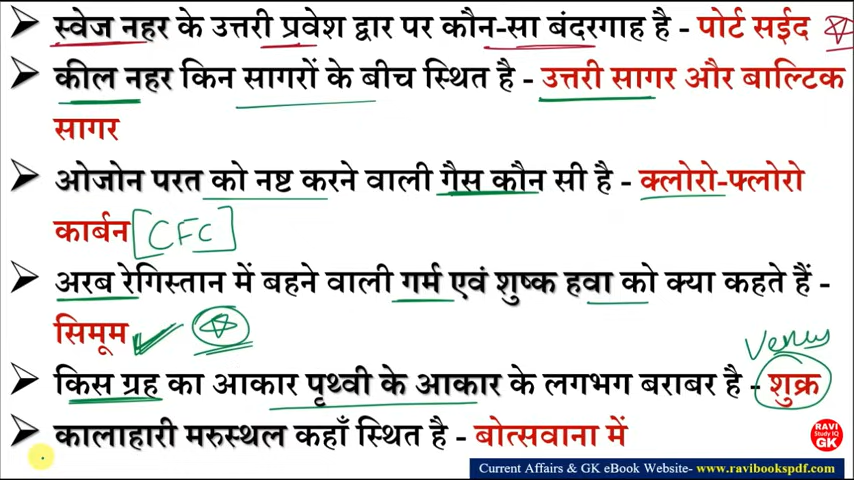 ➤ स्वेज नहर के उत्तरी प्रवेश द्वार पर कौन-सा बंदरगाह है - पोर्ट सईद
➤ कील नहर किन सागरों के बीच स्थित है - उत्तरी सागर और बाल्टिक
सागर
➤ ओजोन परत को नष्ट करने वाली गैस कौन सी है - क्लोरो-फ्लोरो
कार्बन [CFC]
➤ अरब रेगिस्तान में बहने वाली गर्म एवं शुष्क हवा को क्या कहते हैं -
सिमूम
Venus
➤ किस ग्रह का आकार पृथ्वी के आकार के लगभग बराबर है - शुक्र
➤ कालाहारी मरुस्थल कहाँ स्थित है - बोत्सवाना में
RAVI
Study IQ
GK
Current Affairs & GK eBook Website- www.ravibookspdf.com